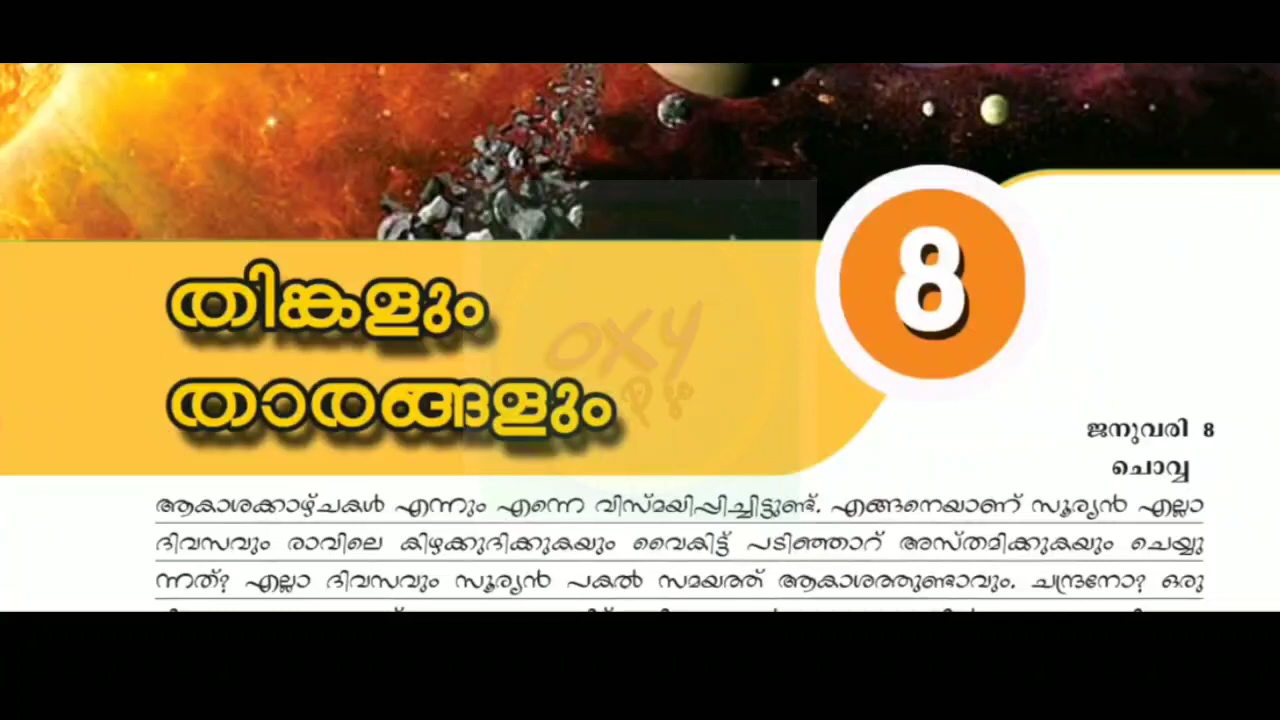 തിങ്കളും
താരങ്ങളും
8
oxy
ജനുവരി 8
ചൊവ്വ
ആകാശക്കാഴ്ചകൾ എന്നും എന്നെ വിസ്മയിപ്പിച്ചിട്ടുണ്ട്. എങ്ങനെയാണ് സൂര്യൻ എല്ലാ
ദിവസവും രാവിലെ കിഴക്കുദിക്കുകയും വൈകിട്ട് പടിഞ്ഞാറ് അസ്തമിക്കുകയും ചെയ്യു
ന്നത്? എല്ലാ ദിവസവും സൂര്യൻ പകൽ സമയത്ത് ആകാശത്തുണ്ടാവും. ചന്ദ്രനോ? ഒരു